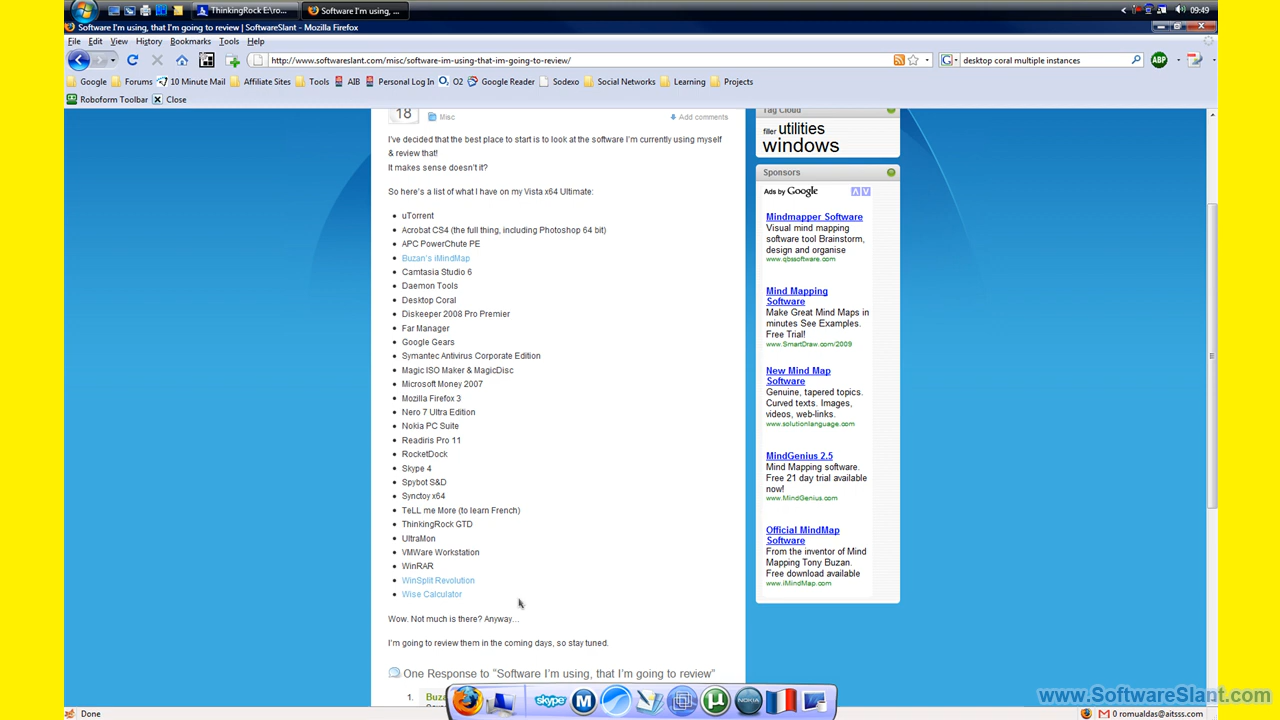 ThinkingRock E:\ro...
Software I'm using, ...
09:49
Software I'm using, that I'm going to review | SoftwareSlant - Mozilla Firefox
File Edit View History Bookmarks Tools Help
http://www.softwareslant.com/misc/software-im-using-that-im-going-to-review/
desktop coral multiple instances
ABP
Google Forums 10 Minute Mail Affiliate Sites Tools AIB Personal Log In O2 Google Reader Sodexo Social Networks Learning Projects
Roboform Toolbar Close
18 Misc Add comments
I've decided that the best place to start is to look at the software I'm currently using myself
& review that!
It makes sense doesn't it?
So here's a list of what I have on my Vista x64 Ultimate:
uTorrent
Acrobat CS4 (the full thing, including Photoshop 64 bit)
APC PowerChute PE
Buzan's iMindMap
Camtasia Studio 6
Daemon Tools
Desktop Coral
Diskeeper 2008 Pro Premier
Far Manager
Google Gears
Symantec Antivirus Corporate Edition
Magic ISO Maker & MagicDisc
Microsoft Money 2007
Mozilla Firefox 3
Nero 7 Ultra Edition
Nokia PC Suite
Readiris Pro 11
RocketDock
Skype 4
Spybot S&D
Synctoy x64
TeLL me More (to learn French)
ThinkingRock GTD
UltraMon
VMWare Workstation
WinRAR
WinSplit Revolution
Wise Calculator
Wow. Not much is there? Anyway...
I'm going to review them in the coming days, so stay tuned.
One Response to "Software I'm using, that I'm going to review"
1. Buza
Tag Cloud
filler utilities
windows
Sponsors
Ads by Google
Mindmapper Software
Visual mind mapping
software tool Brainstorm,
design and organise
www.qbssoftware.com
Mind Mapping
Software
Make Great Mind Maps in
minutes See Examples.
Free Trial!
www.SmartDraw.com/2009
New Mind Map
Software
Genuine, tapered topics.
Curved texts. Images,
videos, web-links.
www.solutionlanguage.com
MindGenius 2.5
Mind Mapping software.
Free 21 day trial available
now!
www.MindGenius.com
Official MindMap
Software
From the inventor of Mind
Mapping Tony Buzan.
Free download available
www.iMindMap.com
skype M µ NOKIA
www.SoftwareSlant.com
Done
0 romualdas@aitsss.com